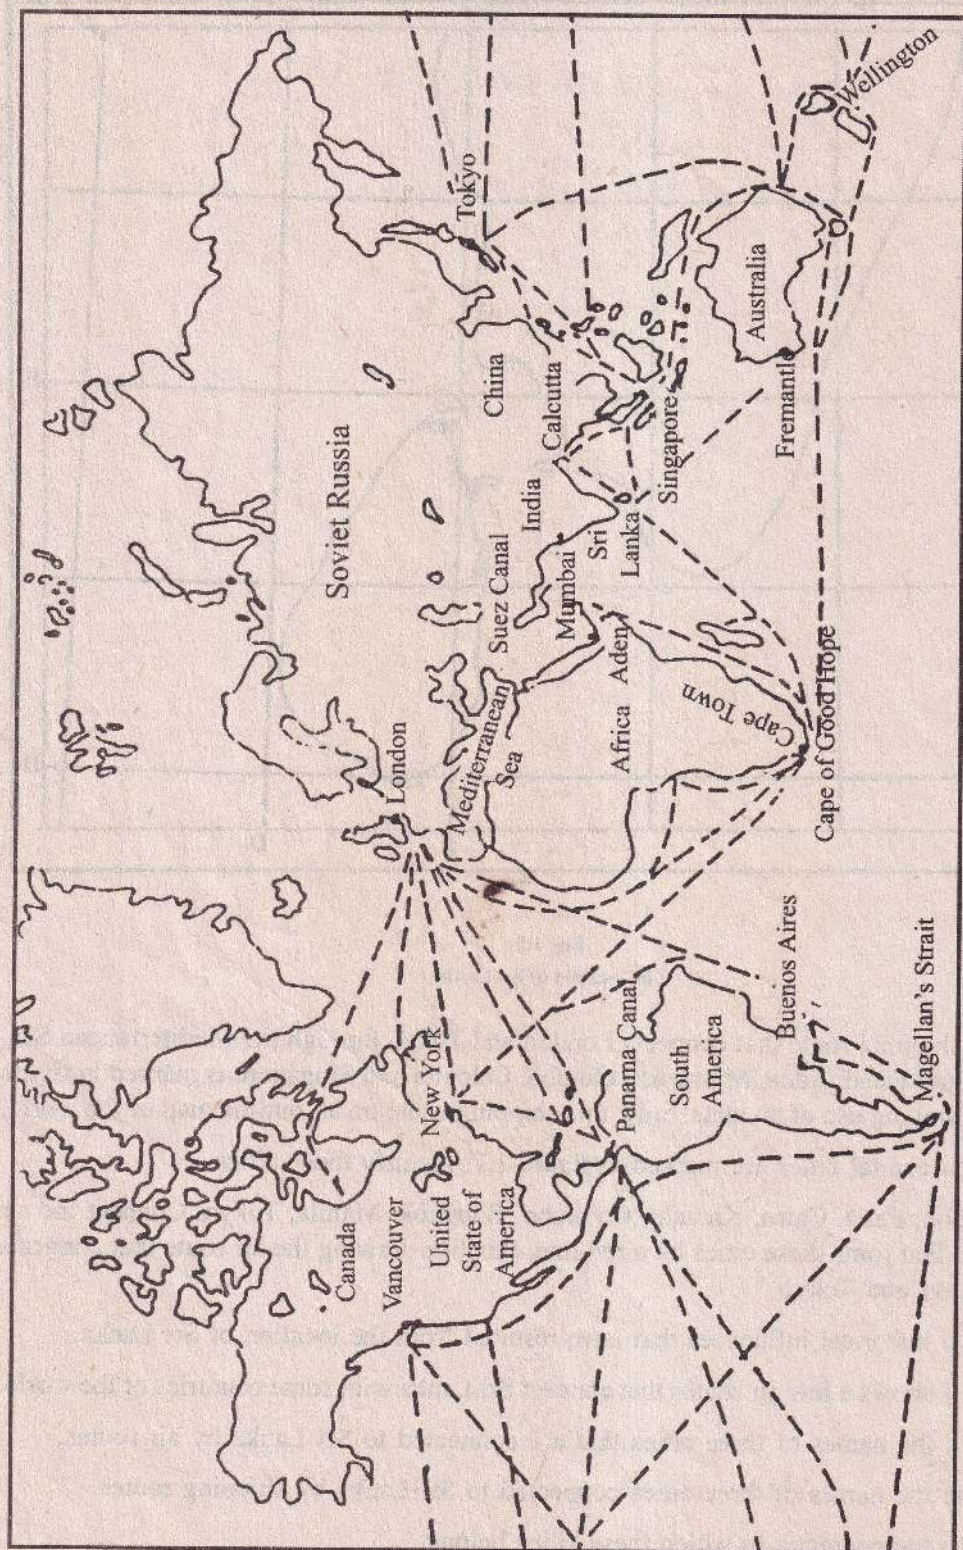 Soviet Russia
Canada
Vancouver
London
New York
United
State of
America
Tokyo
Mediterranean
Sea
China
Suez Canal
India
Calcutta
Mumbai
Sri
Lanka
Aden
Africa
Panama Canal
Singapore
South
America
Cape Town
Australia
Fremantle
Buenos Aires
Cape of Good Hope
Wellington
Magellan's Strait